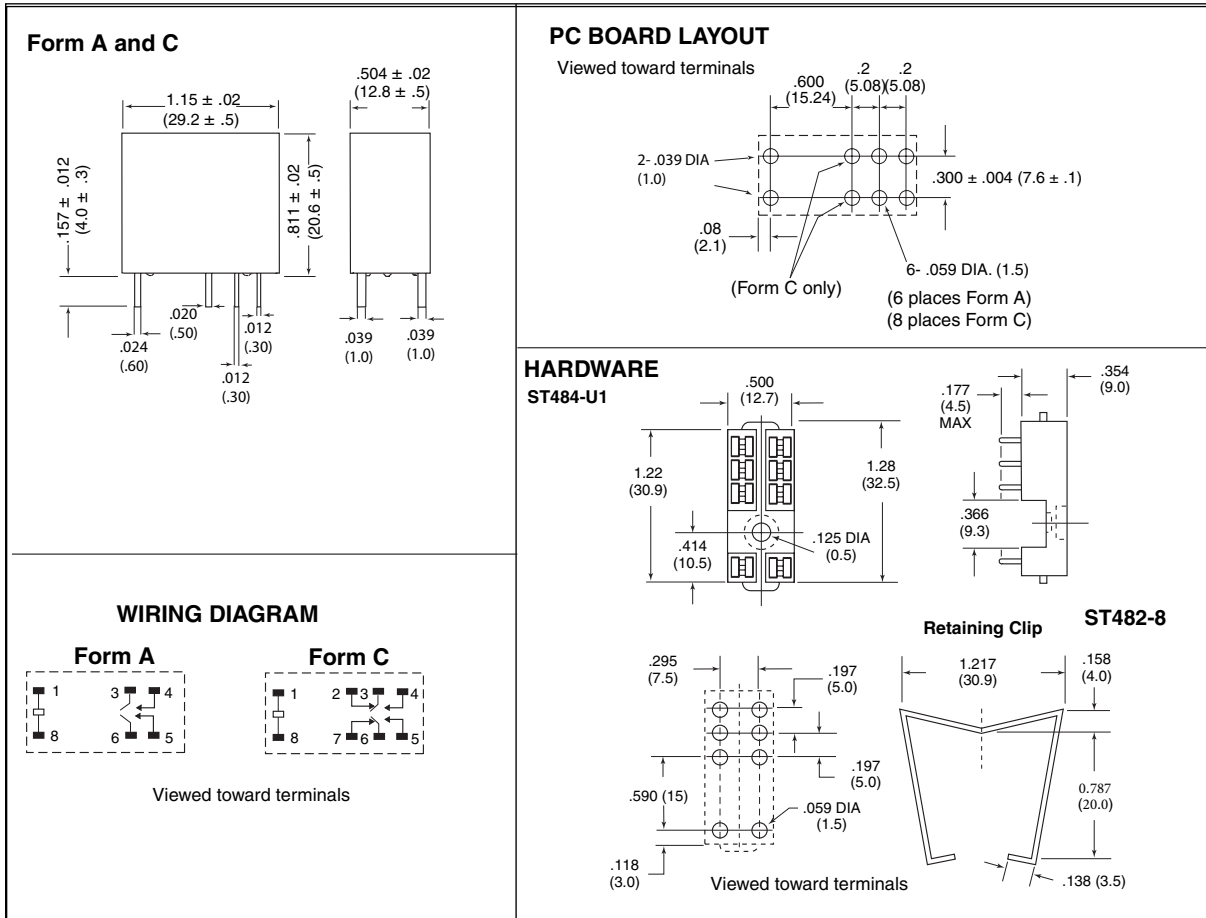 Form A and C
1.15 ± .02
(29.2 ± .5)
.504 ± .02
(12.8 ± .5)
.157 ± .012
(4.0 ± .3)
.811 ± .02
(20.6 ± .5)
.024
(.60)
.020
(.50)
.012
(.30)
.012
(.30)
.039
(1.0)
.039
(1.0)
WIRING DIAGRAM
Form A
1
3
4
8
6
5
Form C
1
2
3
4
8
7
6
5
Viewed toward terminals
PC BOARD LAYOUT
Viewed toward terminals
.600
(15.24)
.2
(5.08)
.2
(5.08)
2- .039 DIA
(1.0)
.300 ± .004 (7.6 ± .1)
.08
(2.1)
(Form C only)
6- .059 DIA. (1.5)
(6 places Form A)
(8 places Form C)
HARDWARE
ST484-U1
.500
(12.7)
1.22
(30.9)
1.28
(32.5)
.414
(10.5)
.125 DIA
(0.5)
.177
(4.5)
MAX
.354
(9.0)
.366
(9.3)
.295
(7.5)
.197
(5.0)
.197
(5.0)
.590 (15)
.059 DIA
(1.5)
.118
(3.0)
Viewed toward terminals
ST482-8
Retaining Clip
1.217
(30.9)
.158
(4.0)
0.787
(20.0)
.138 (3.5)